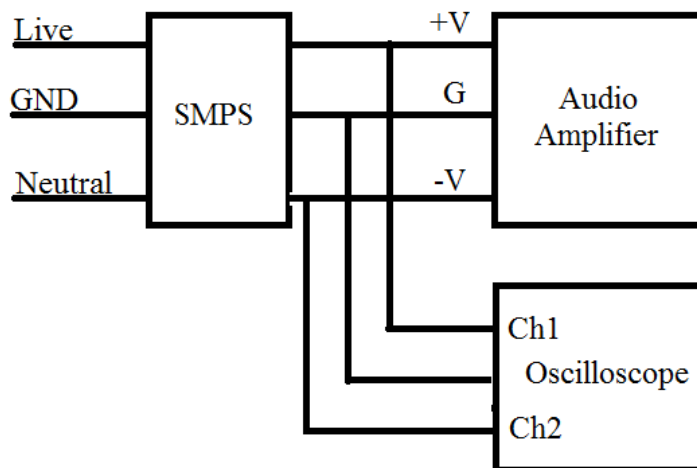 Live
GND
Neutral
SMPS
+V
G
-V
Audio
Amplifier
Ch1
Oscilloscope
Ch2